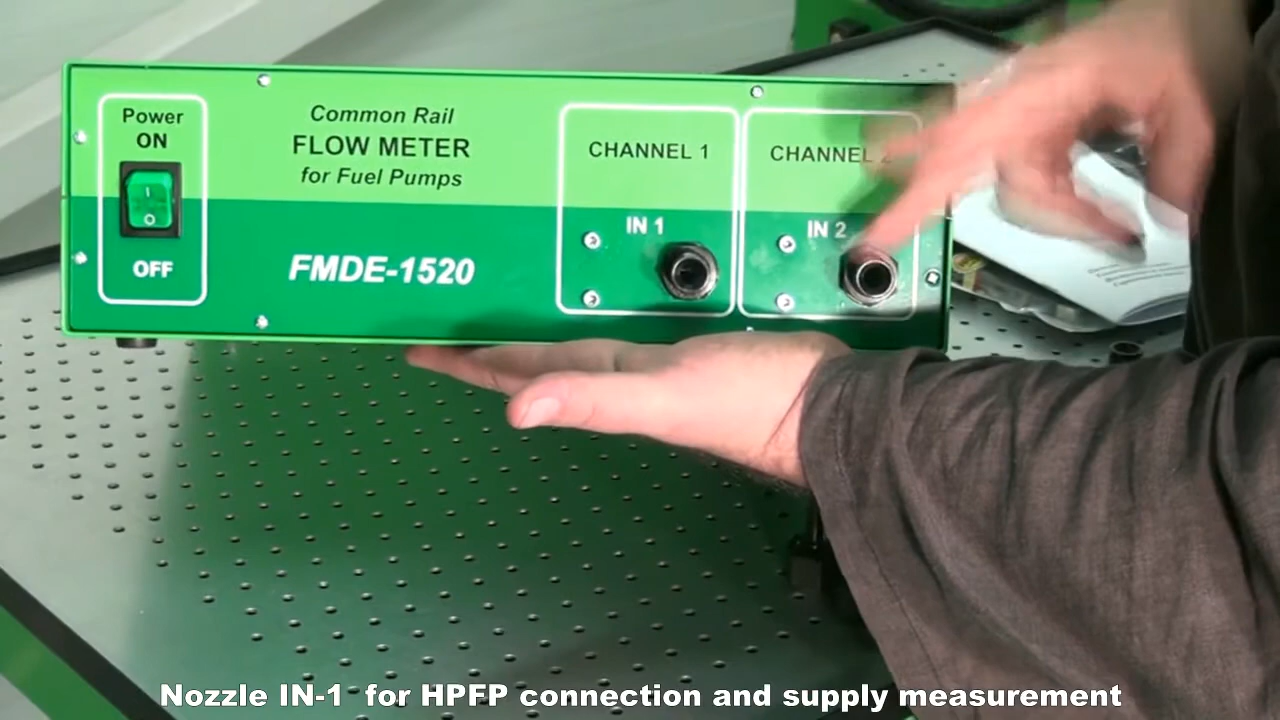 Power
ON
OFF
Common Rail
FLOW METER
for Fuel Pumps
FMDE-1520
CHANNEL 1
IN 1
CHANNEL
IN 2
Nozzle IN-1 for HPFP connection and supply measurement